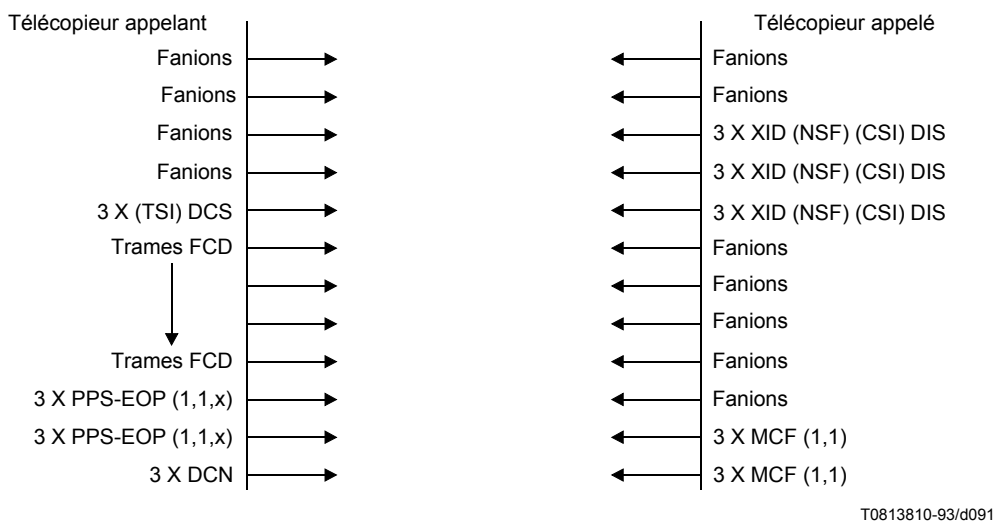 Télécopieur appelant Télécopieur appelé
Fanions Fanions
Fanions Fanions
Fanions 3 X XID (NSF) (CSI) DIS
Fanions 3 X XID (NSF) (CSI) DIS
3 X (TSI) DCS 3 X XID (NSF) (CSI) DIS
Trames FCD Fanions
Fanions
Fanions
Trames FCD Fanions
3 X PPS-EOP (1,1,x) Fanions
3 X PPS-EOP (1,1,x) 3 X MCF (1,1)
3 X DCN 3 X MCF (1,1)
T0813810-93/d091